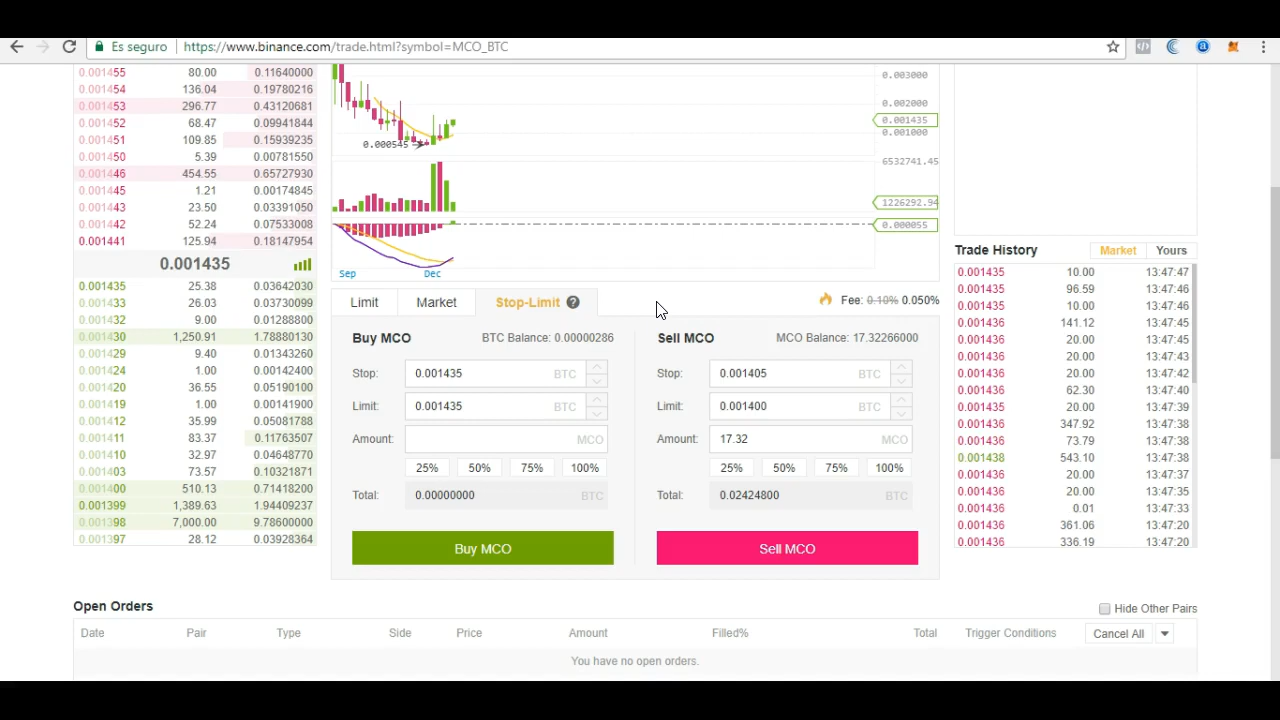 Es seguro | https://www.binance.com/trade.html?symbol=MCO_BTC
0.001455 80.00 0.11640000
0.001454 136.04 0.19780216
0.001453 296.77 0.43120681
0.001452 68.47 0.09941844
0.001451 109.85 0.15939235
0.001450 5.39 0.00781550
0.001446 454.55 0.65727930
0.001445 1.21 0.00174845
0.001443 23.50 0.03391050
0.001442 52.24 0.07533008
0.001441 125.94 0.18147954
0.001435
0.001435 25.38 0.03642030
0.001433 26.03 0.03730099
0.001432 9.00 0.01288800
0.001430 1,250.91 1.78880130
0.001429 9.40 0.01343260
0.001424 1.00 0.00142400
0.001420 36.55 0.05190100
0.001419 1.00 0.00141900
0.001412 35.99 0.05081788
0.001411 83.37 0.11763507
0.001410 32.97 0.04648770
0.001403 73.57 0.10321871
0.001400 510.13 0.71418200
0.001399 1,389.63 1.94409237
0.001398 7,000.00 9.78600000
0.001397 28.12 0.03928364
0.003000
0.002000
0.001435
0.001000
0.000545
6532741.45
1226292.94
0.000055
Sep Dec
Limit Market Stop-Limit ? Fee: 0.10% 0.050%
Buy MCO BTC Balance: 0.00000286
Stop: 0.001435 BTC
Limit: 0.001435 BTC
Amount: MCO
25% 50% 75% 100%
Total: 0.00000000 BTC
Buy MCO
Sell MCO MCO Balance: 17.32266000
Stop: 0.001405 BTC
Limit: 0.001400 BTC
Amount: 17.32 MCO
25% 50% 75% 100%
Total: 0.02424800 BTC
Sell MCO
Trade History Market Yours
0.001435 10.00 13:47:47
0.001435 96.59 13:47:46
0.001435 10.00 13:47:46
0.001436 141.12 13:47:45
0.001436 20.00 13:47:45
0.001436 20.00 13:47:43
0.001436 20.00 13:47:42
0.001436 62.30 13:47:40
0.001435 20.00 13:47:39
0.001436 347.92 13:47:38
0.001436 73.79 13:47:38
0.001438 543.10 13:47:38
0.001436 20.00 13:47:37
0.001436 20.00 13:47:35
0.001436 0.01 13:47:33
0.001436 361.06 13:47:20
0.001436 336.19 13:47:20
Open Orders Hide Other Pairs
Date Pair Type Side Price Amount Filled% Total Trigger Conditions Cancel All
You have no open orders.